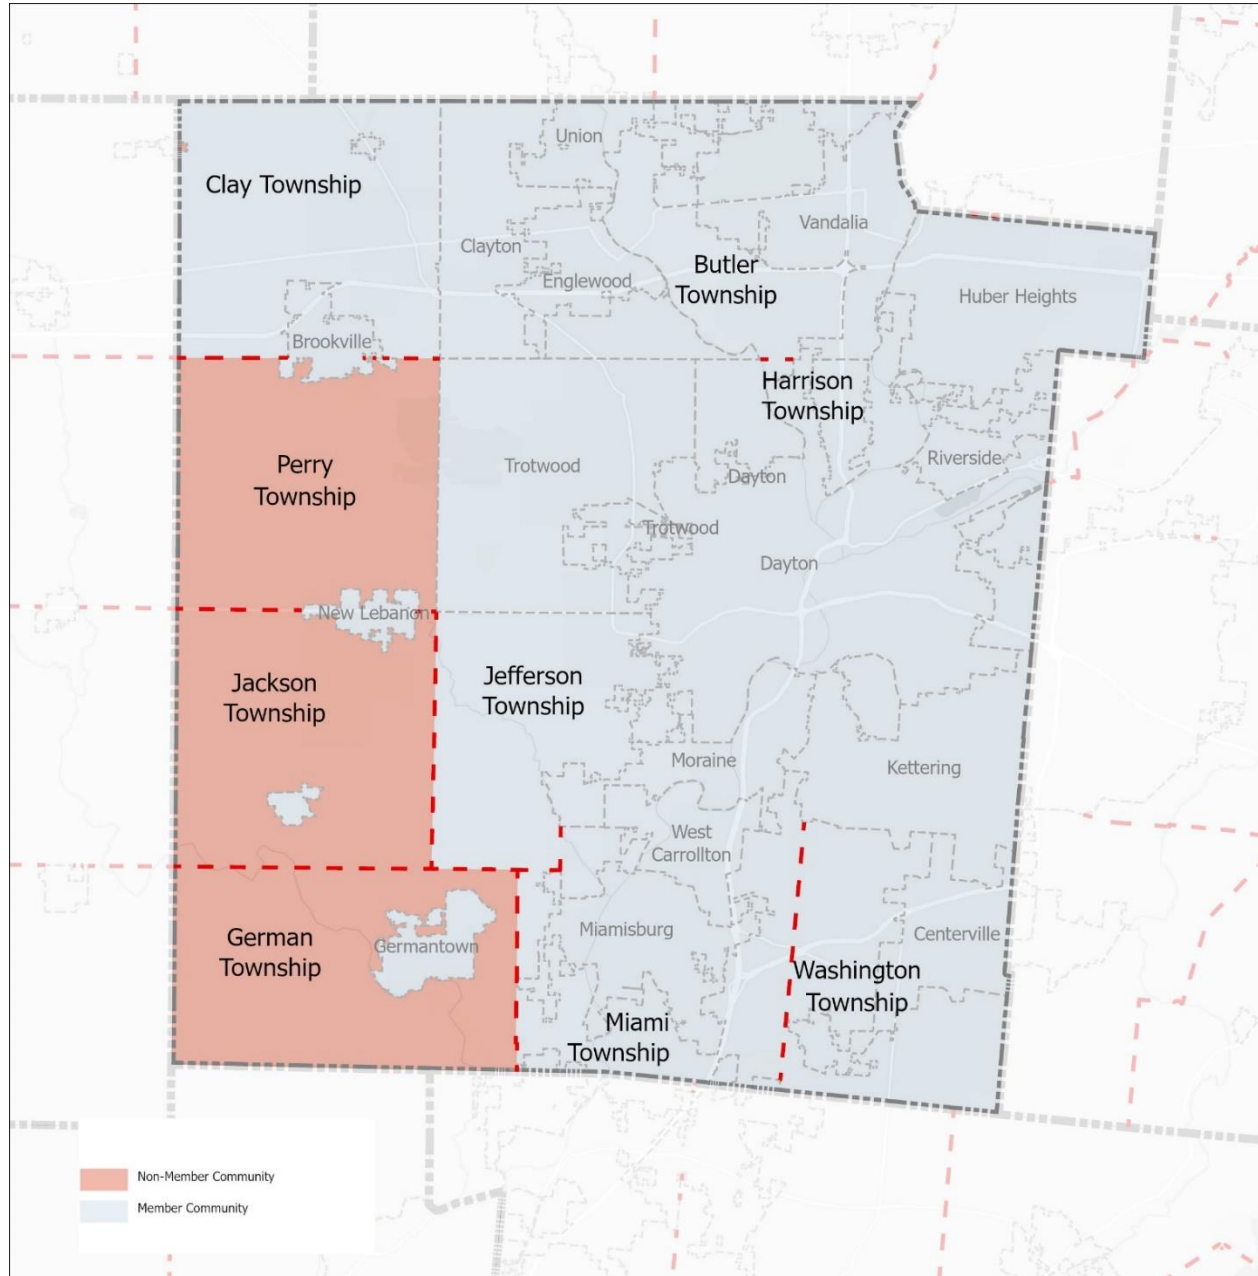 Union
Clay Township
Vandalia
Clayton
Butler
Township
Englewood
Huber Heights
Brookville
Harrison
Township
Perry
Township
Trotwood
Dayton
Riverside
Trotwood
Dayton
New Lebanon
Jackson
Township
Jefferson
Township
Moraine
Kettering
West
Carrollton
German
Township
Germantown
Miamisburg
Centerville
Washington
Township
Miami
Township
Non-Member Community
Member Community